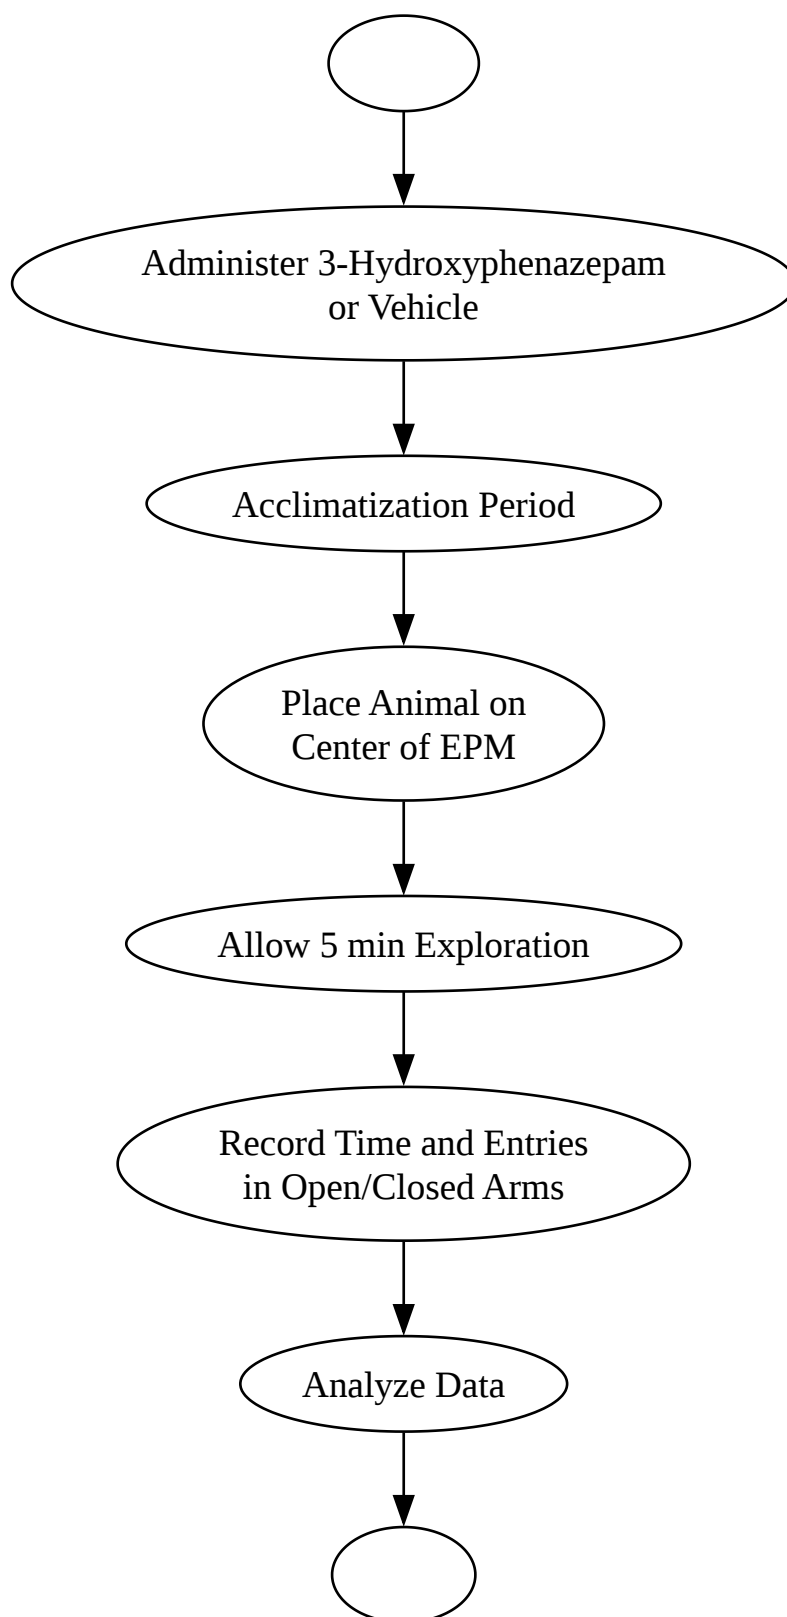 Administer 3-Hydroxyphenazepam
or Vehicle
Acclimatization Period
Place Animal on
Center of EPM
Allow 5 min Exploration
Record Time and Entries
in Open/Closed Arms
Analyze Data